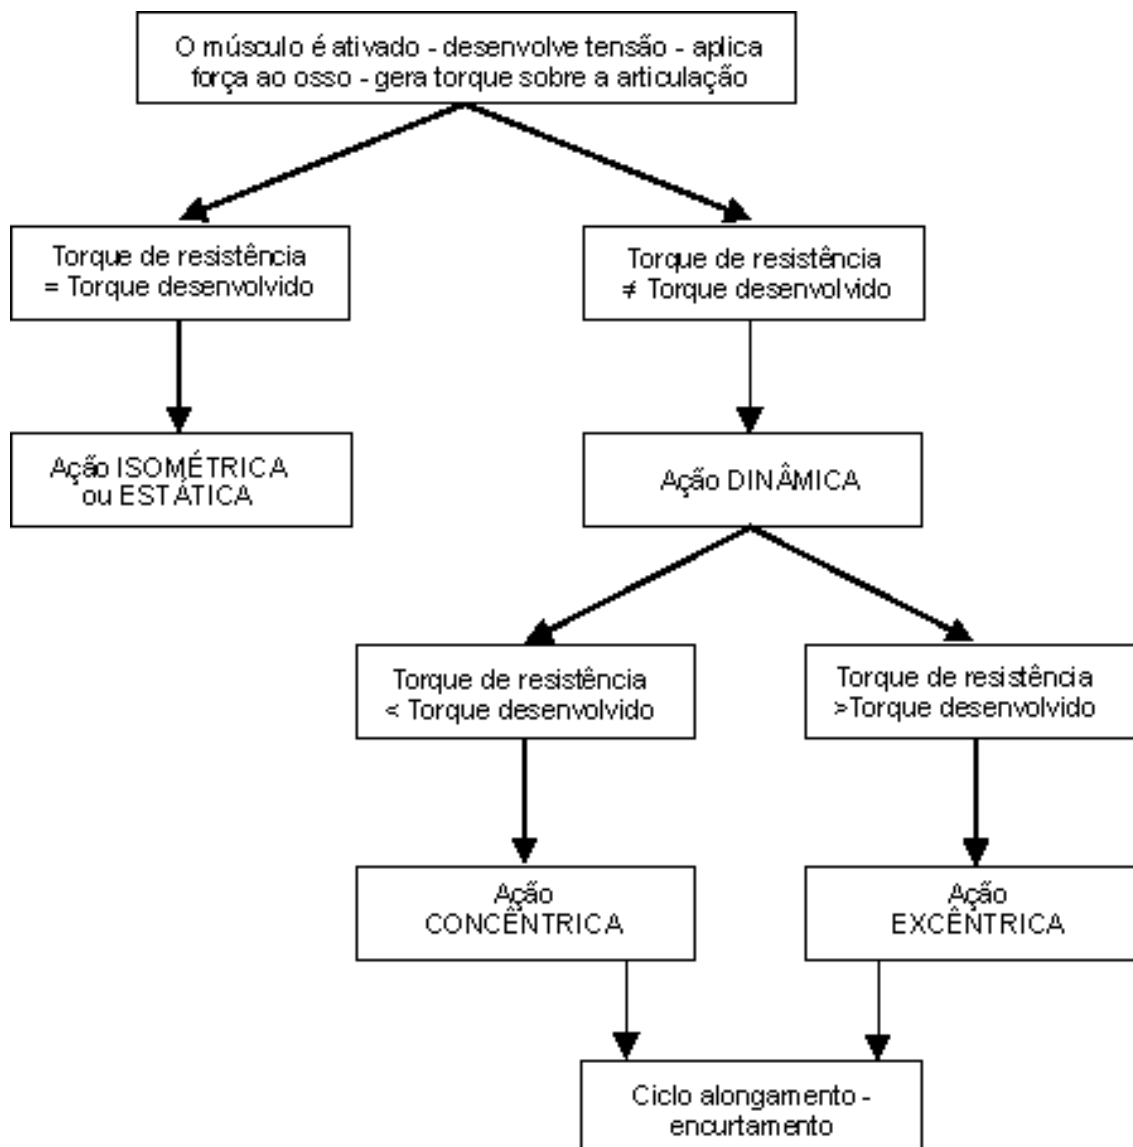 O músculo é ativado - desenvolve tensão - aplica
força ao osso - gera torque sobre a articulação
Torque de resistência
= Torque desenvolvido
Torque de resistência
≠ Torque desenvolvido
Ação ISOMÉTRICA
ou ESTÁTICA
Ação DINÂMICA
Torque de resistência
< Torque desenvolvido
Torque de resistência
>Torque desenvolvido
Ação
CONCÊNTRICA
Ação
EXCÊNTRICA
Ciclo alongamento -
encurtamento